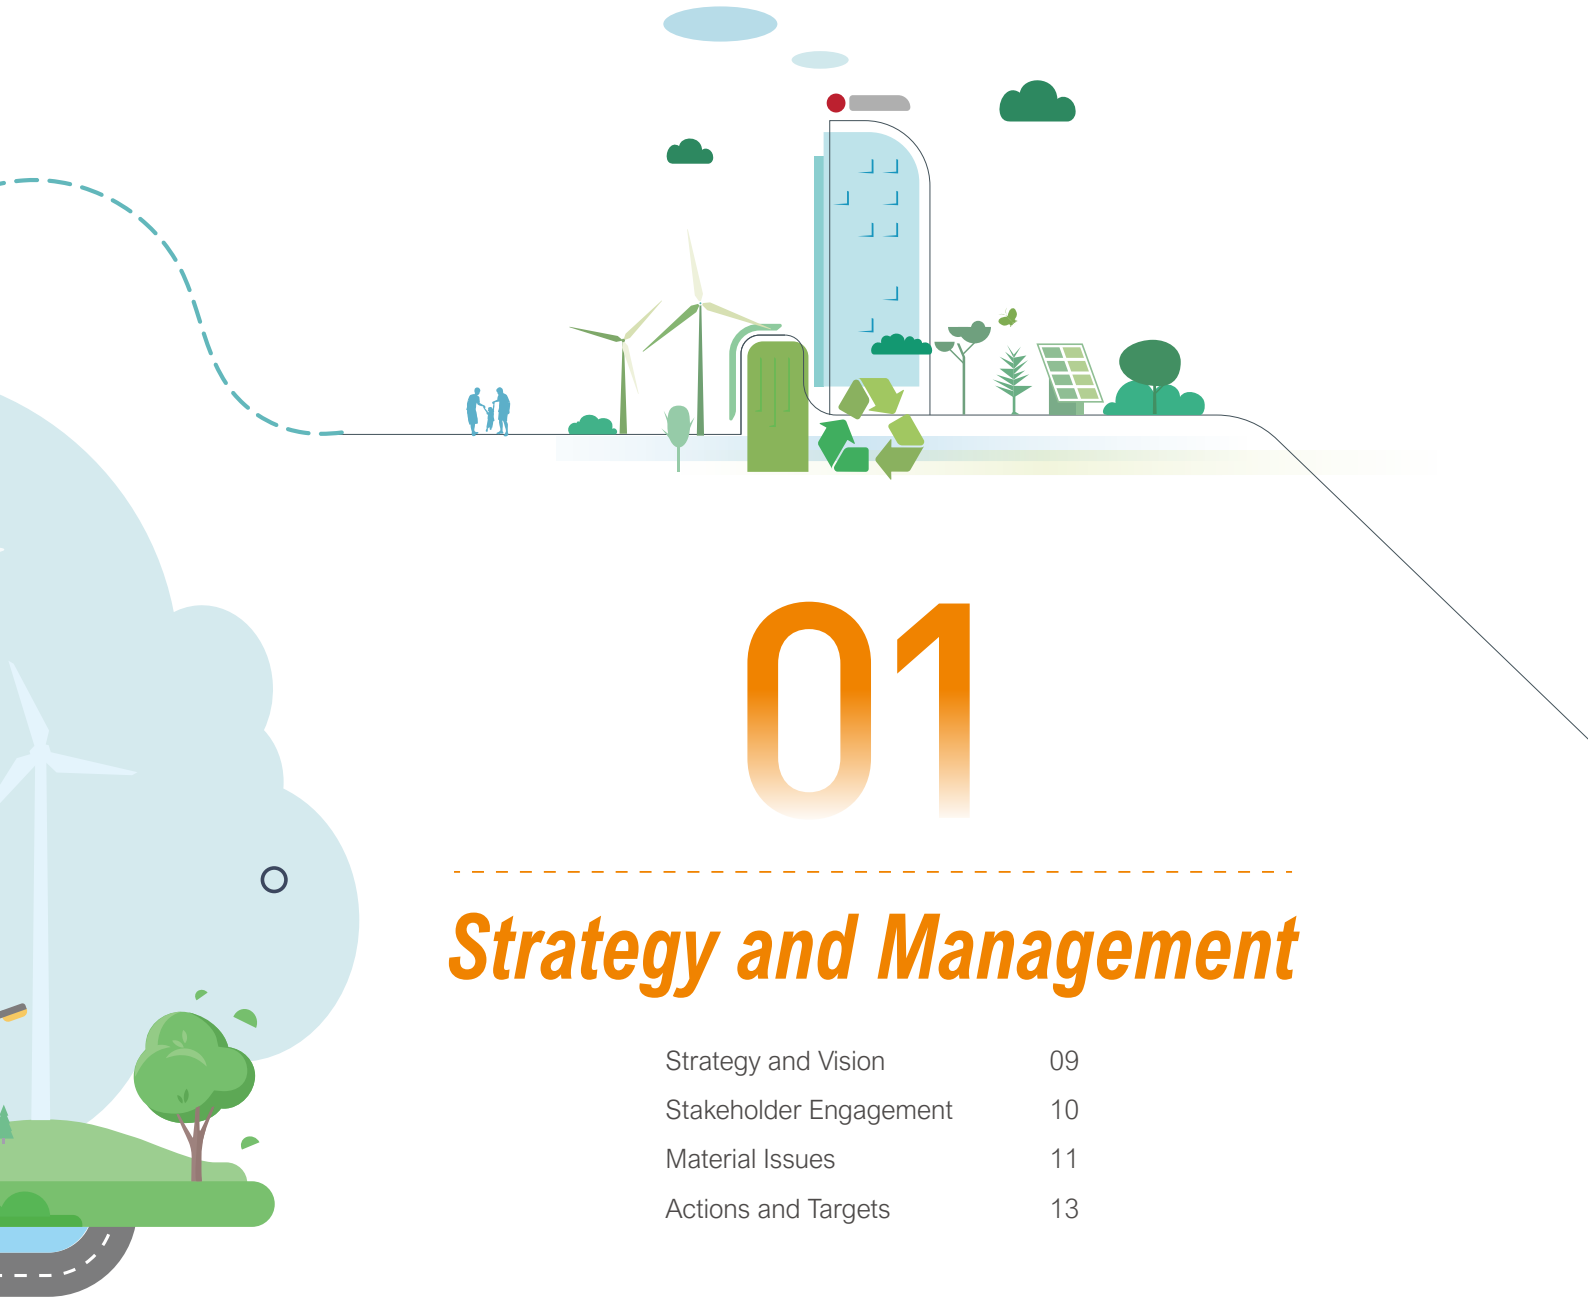 01
Strategy and Management
Strategy and Vision 09
Stakeholder Engagement 10
Material Issues 11
Actions and Targets 13